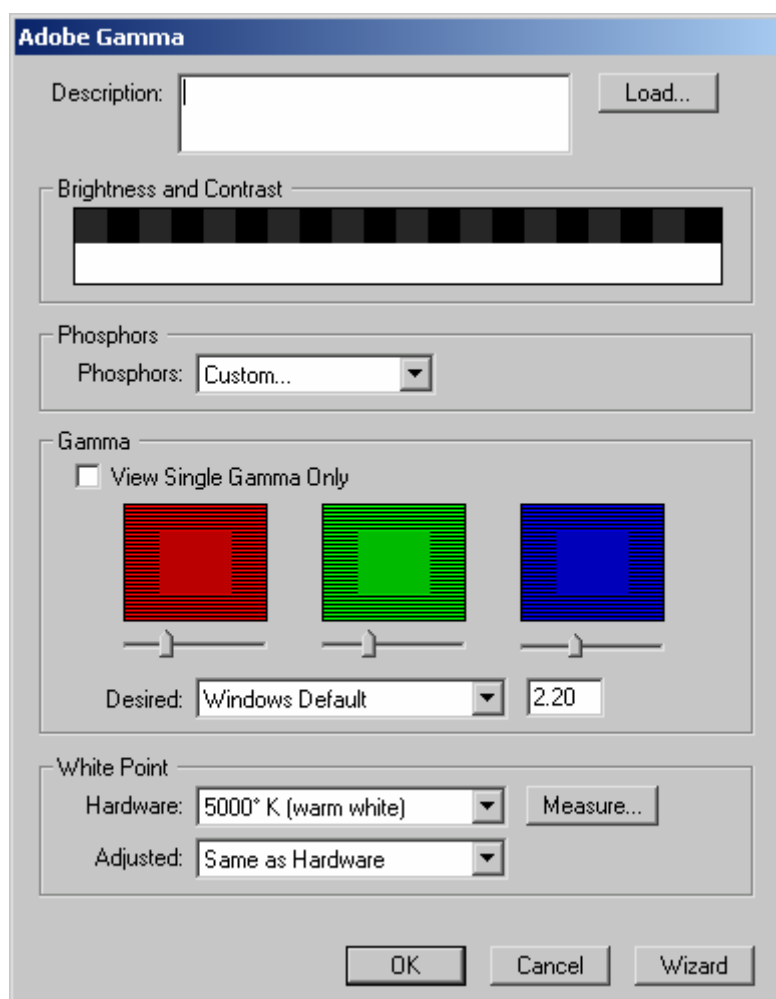 Adobe Gamma
Description:
Load...
Brightness and Contrast
Phosphors
Phosphors: Custom...
Gamma
View Single Gamma Only
Desired: Windows Default 2.20
White Point
Hardware: 5000° K (warm white) Measure...
Adjusted: Same as Hardware
OK Cancel Wizard